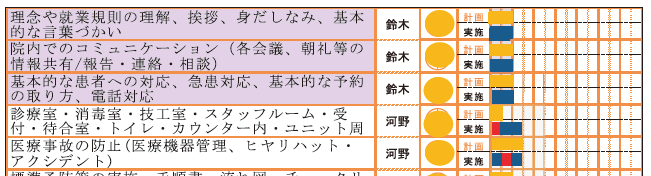 理念や就業規則の理解、挨拶、身だしなみ、基本
的な言葉づかい
鈴木
計画
実施
院内でのコミュニケーション（各会議、朝礼等の
情報共有/報告・連絡・相談）
鈴木
計画
実施
基本的な患者への対応、急患対応、基本的な予約
の取り方、電話対応
鈴木
計画
実施
診療室・消毒室・技工室・スタッフルーム・受
付・待合室・トイレ・カウンター内・ユニット周
河野
計画
実施
医療事故の防止(医療機器管理、ヒヤリハット・
アクシデント)
河野
計画
実施